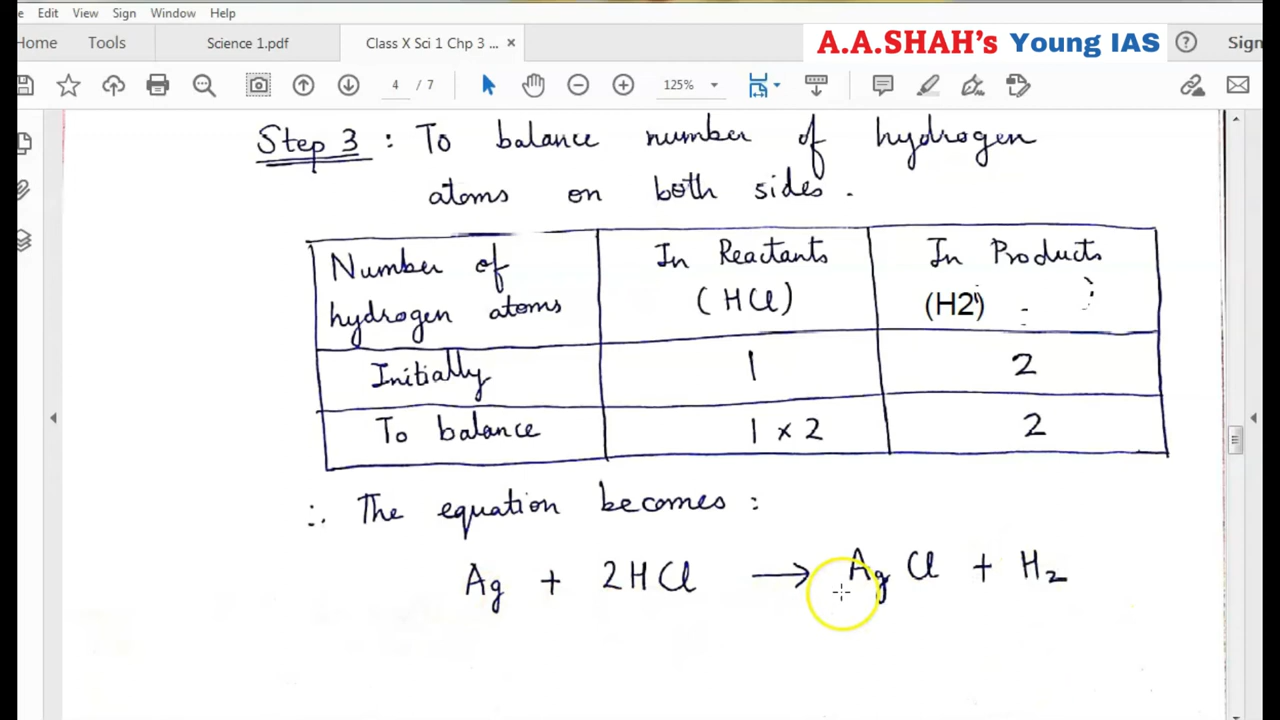 Edit View Sign Window Help
A.A.SHAH's Young IAS
Home Tools Science 1.pdf Class X Sci 1 Chp 3 ... × Sign
4 / 7 125%
Step 3 : To balance number of hydrogen
atoms on both sides.
Number of hydrogen atoms In Reactants (HCl) In Products (H2)
Initially 1 2
To balance 1 × 2 2
∴ The equation becomes :
Ag + 2HCl → AgCl + H₂